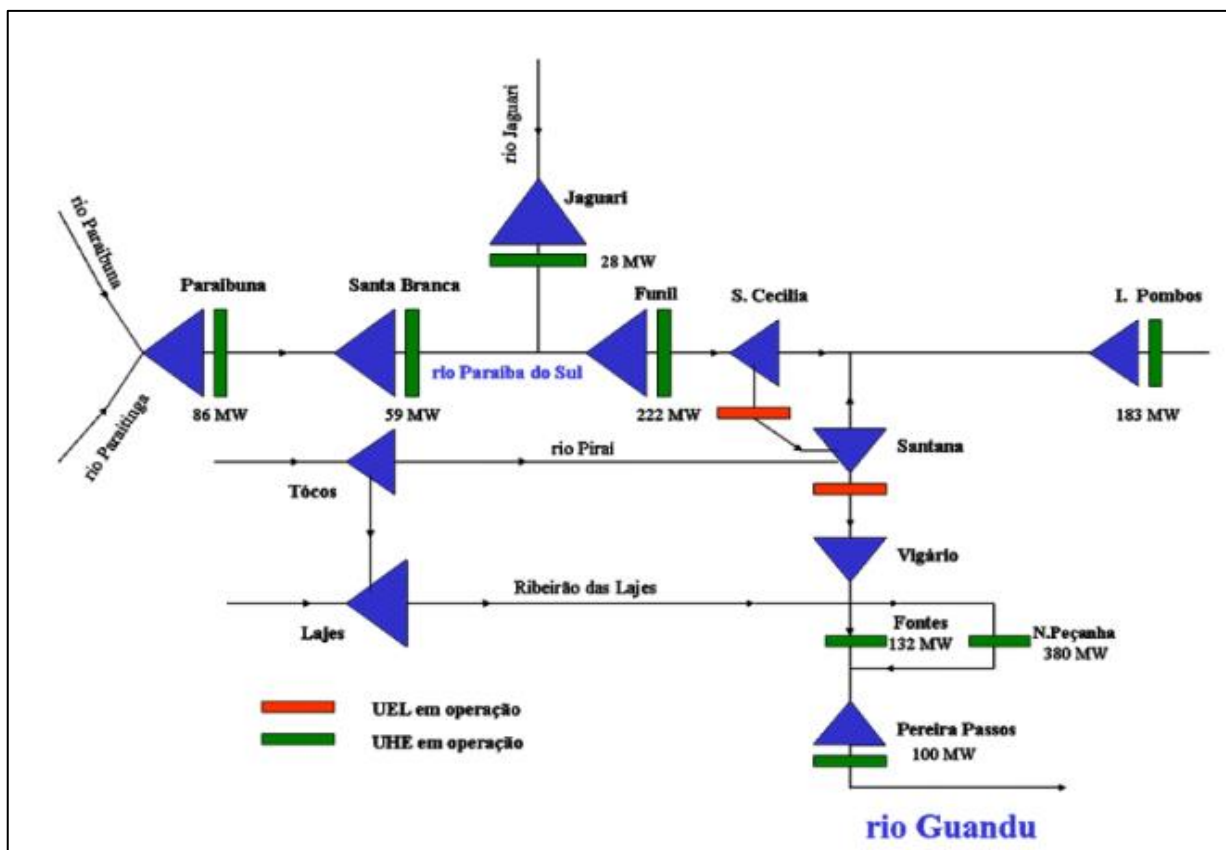 rio Jaguari
Jaguari
28 MW
rio Paraibuna
rio Paraitinga
Paraibuna
86 MW
Santa Branca
59 MW
rio Paraíba do Sul
Funil
222 MW
S. Cecília
I. Pombos
183 MW
Santana
rio Piraí
Tócos
Vigário
Ribeirão das Lajes
Lajes
Fontes
132 MW
N.Peçanha
380 MW
UEL em operação
UHE em operação
Pereira Passos
100 MW
rio Guandu